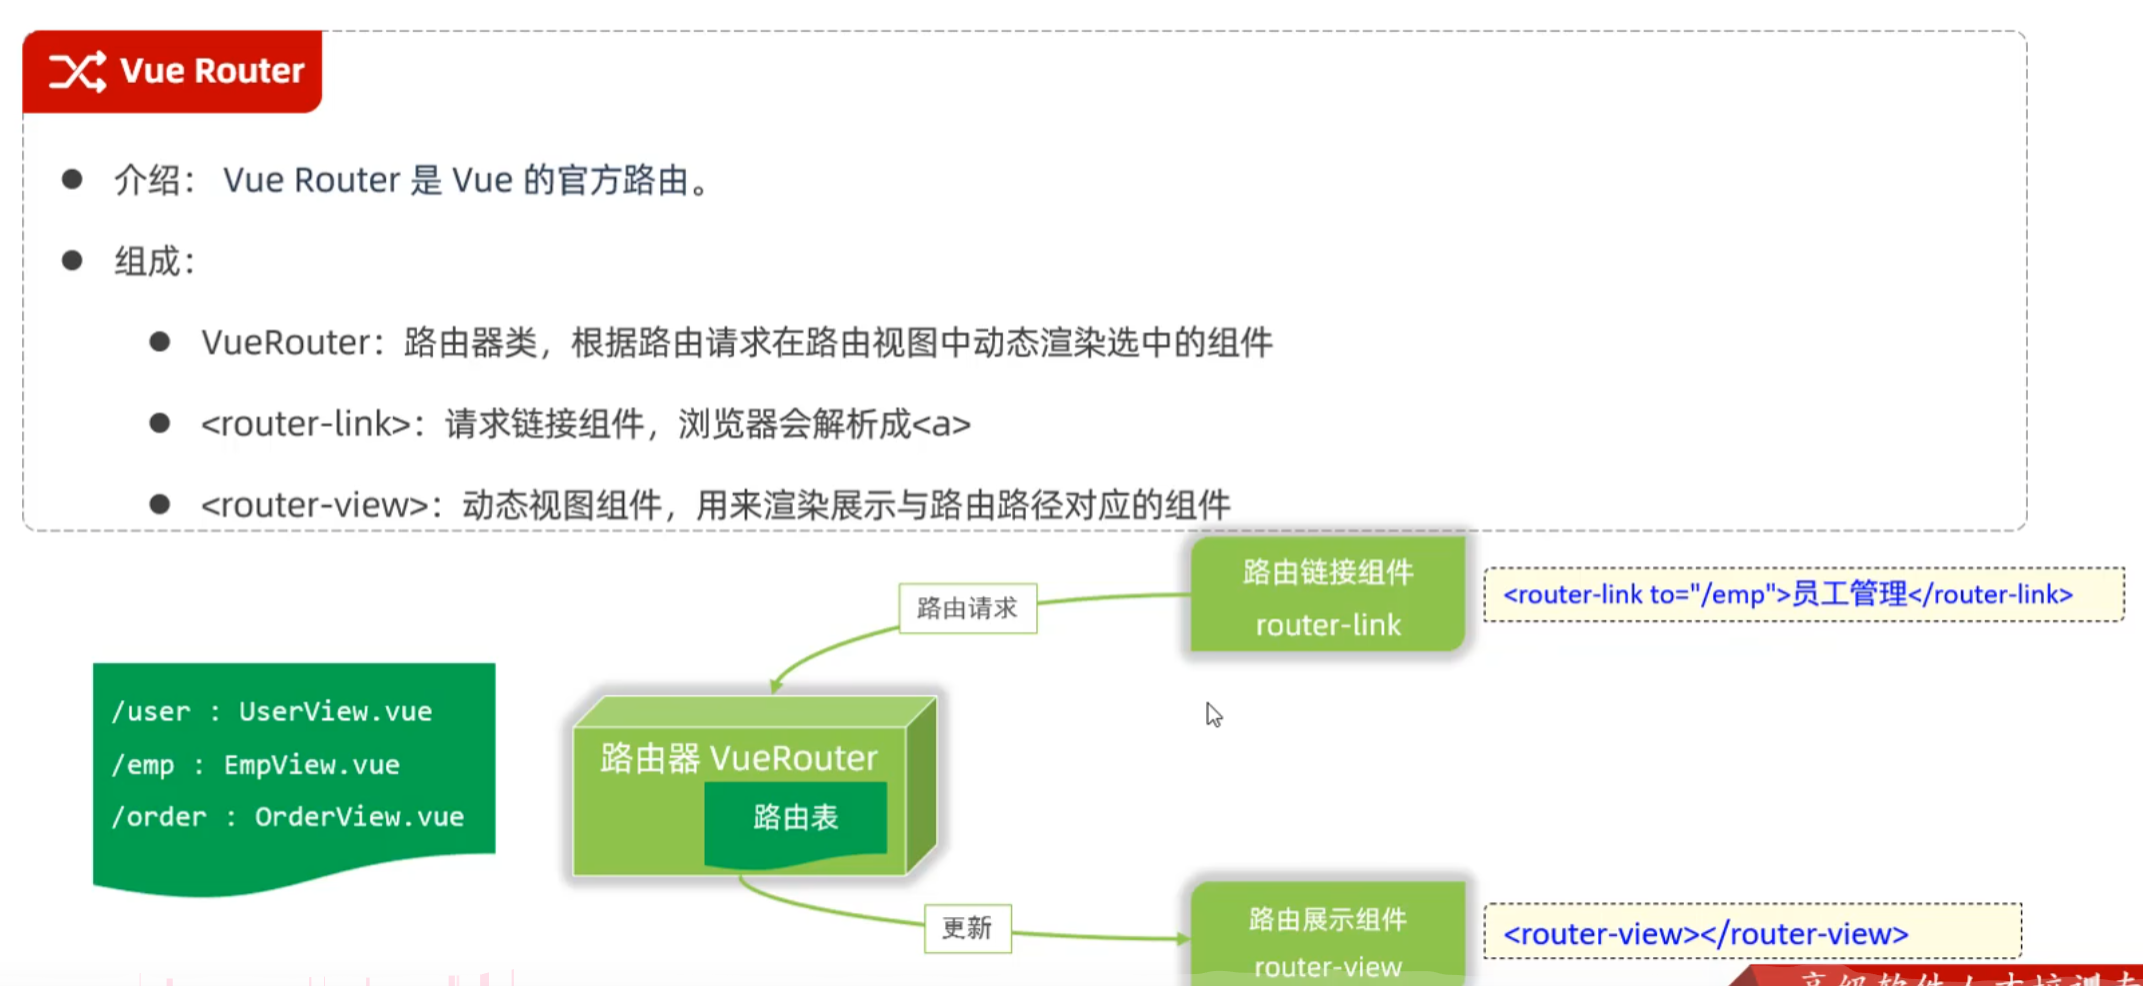 Vue Router
介绍： Vue Router 是 Vue 的官方路由。
组成：
VueRouter：路由器类，根据路由请求在路由视图中动态渲染选中的组件
<router-link>：请求链接组件，浏览器会解析成<a>
<router-view>：动态视图组件，用来渲染展示与路由路径对应的组件
路由链接组件
router-link
<router-link to="/emp">员工管理</router-link>
路由请求
/user : UserView.vue
/emp : EmpView.vue
/order : OrderView.vue
路由器 VueRouter
路由表
更新
路由展示组件
router-view
<router-view></router-view>